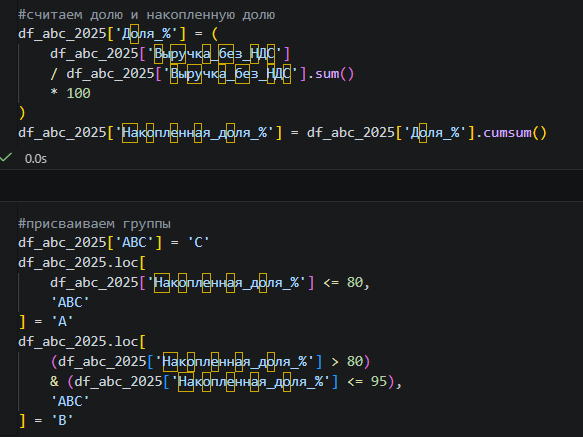 #считаем долю и накопленную долю
df_abc_2025['Доля_%'] = (
    df_abc_2025['Выручка_без_НДС']
    / df_abc_2025['Выручка_без_НДС'].sum()
    * 100
)
df_abc_2025['Накопленная_доля_%'] = df_abc_2025['Доля_%'].cumsum()
0.0s
#присваиваем группы
df_abc_2025['ABC'] = 'C'
df_abc_2025.loc[
    df_abc_2025['Накопленная_доля_%'] <= 80,
    'ABC'
] = 'A'
df_abc_2025.loc[
    (df_abc_2025['Накопленная_доля_%'] > 80)
    & (df_abc_2025['Накопленная_доля_%'] <= 95),
    'ABC'
] = 'B'